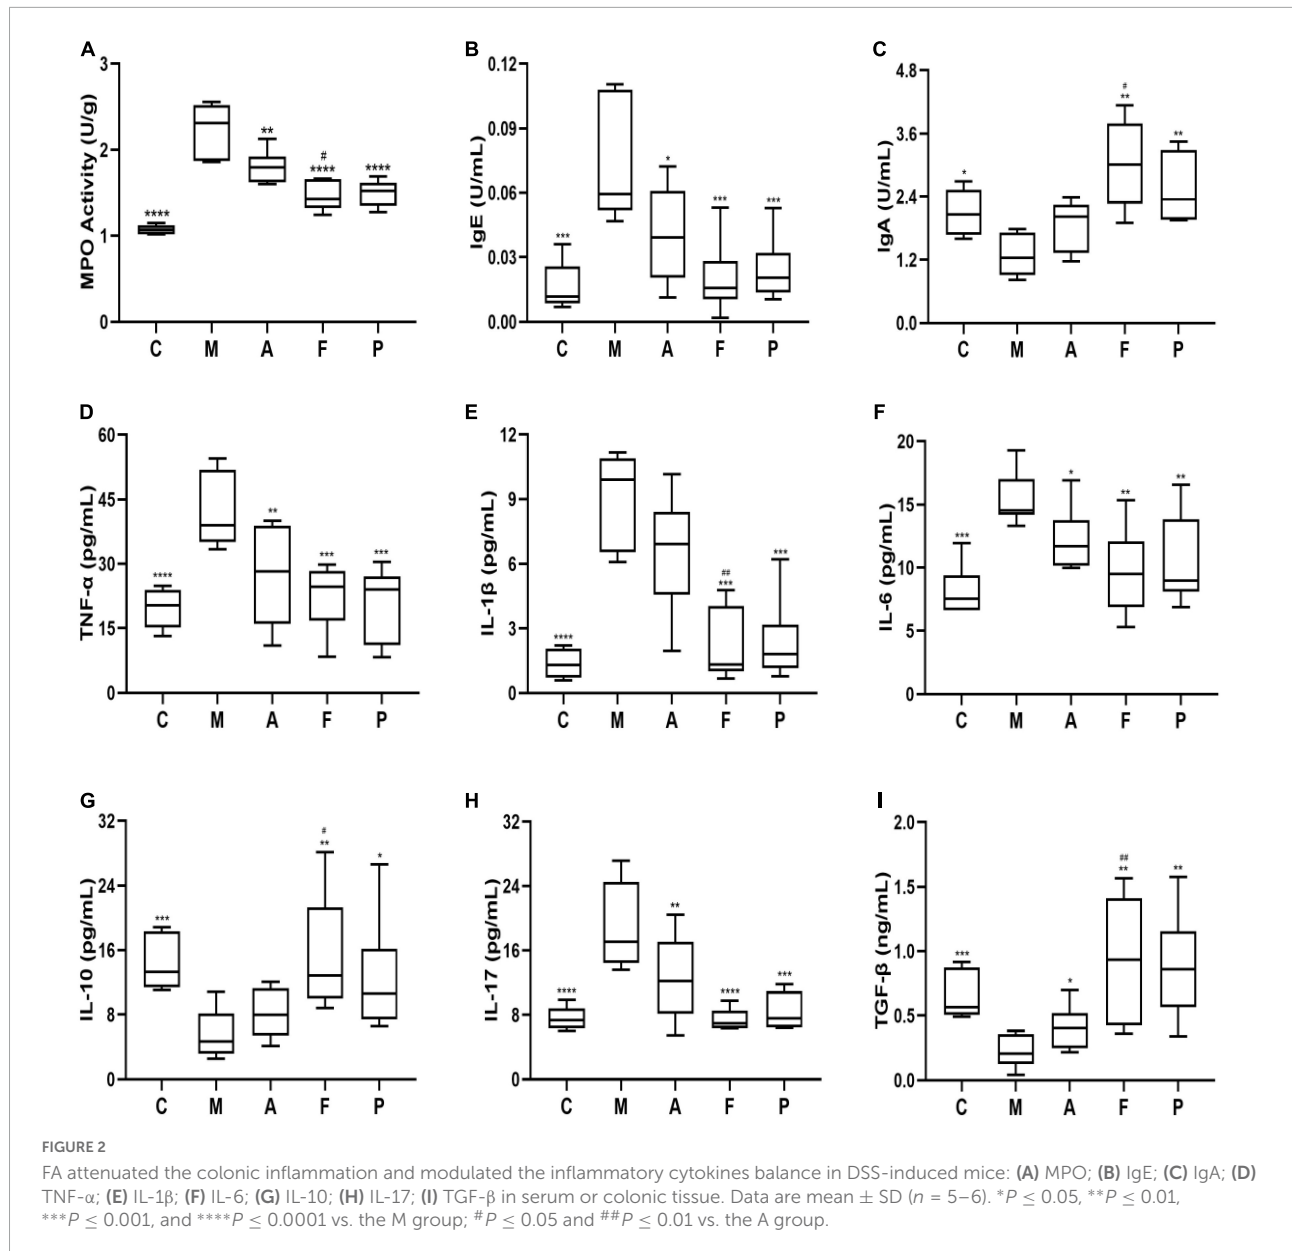 A
MPO Activity (U/g)
3
2
1
0
****
**
#
****
****
C M A F P
B
IgE (U/mL)
0.12
0.09
0.06
0.03
0.00
***
*
***
***
C M A F P
C
IgA (U/mL)
4.8
3.6
2.4
1.2
0.0
*
#
**
**
C M A F P
D
TNF-α (pg/mL)
60
45
30
15
0
****
**
***
***
C M A F P
E
IL-1β (pg/mL)
12
9
6
3
0
****
##
***
***
C M A F P
F
IL-6 (pg/mL)
20
15
10
5
0
***
*
**
**
C M A F P
G
IL-10 (pg/mL)
32
24
16
8
0
***
#
**
*
C M A F P
H
IL-17 (pg/mL)
32
24
16
8
0
****
**
****
***
C M A F P
I
TGF-β (ng/mL)
2.0
1.5
1.0
0.5
0.0
***
*
##
**
**
C M A F P
FIGURE 2
FA attenuated the colonic inflammation and modulated the inflammatory cytokines balance in DSS-induced mice: (A) MPO; (B) IgE; (C) IgA; (D)
TNF-α; (E) IL-1β; (F) IL-6; (G) IL-10; (H) IL-17; (I) TGF-β in serum or colonic tissue. Data are mean ± SD (n = 5–6). *P ≤ 0.05, **P ≤ 0.01,
***P ≤ 0.001, and ****P ≤ 0.0001 vs. the M group; #P ≤ 0.05 and ##P ≤ 0.01 vs. the A group.